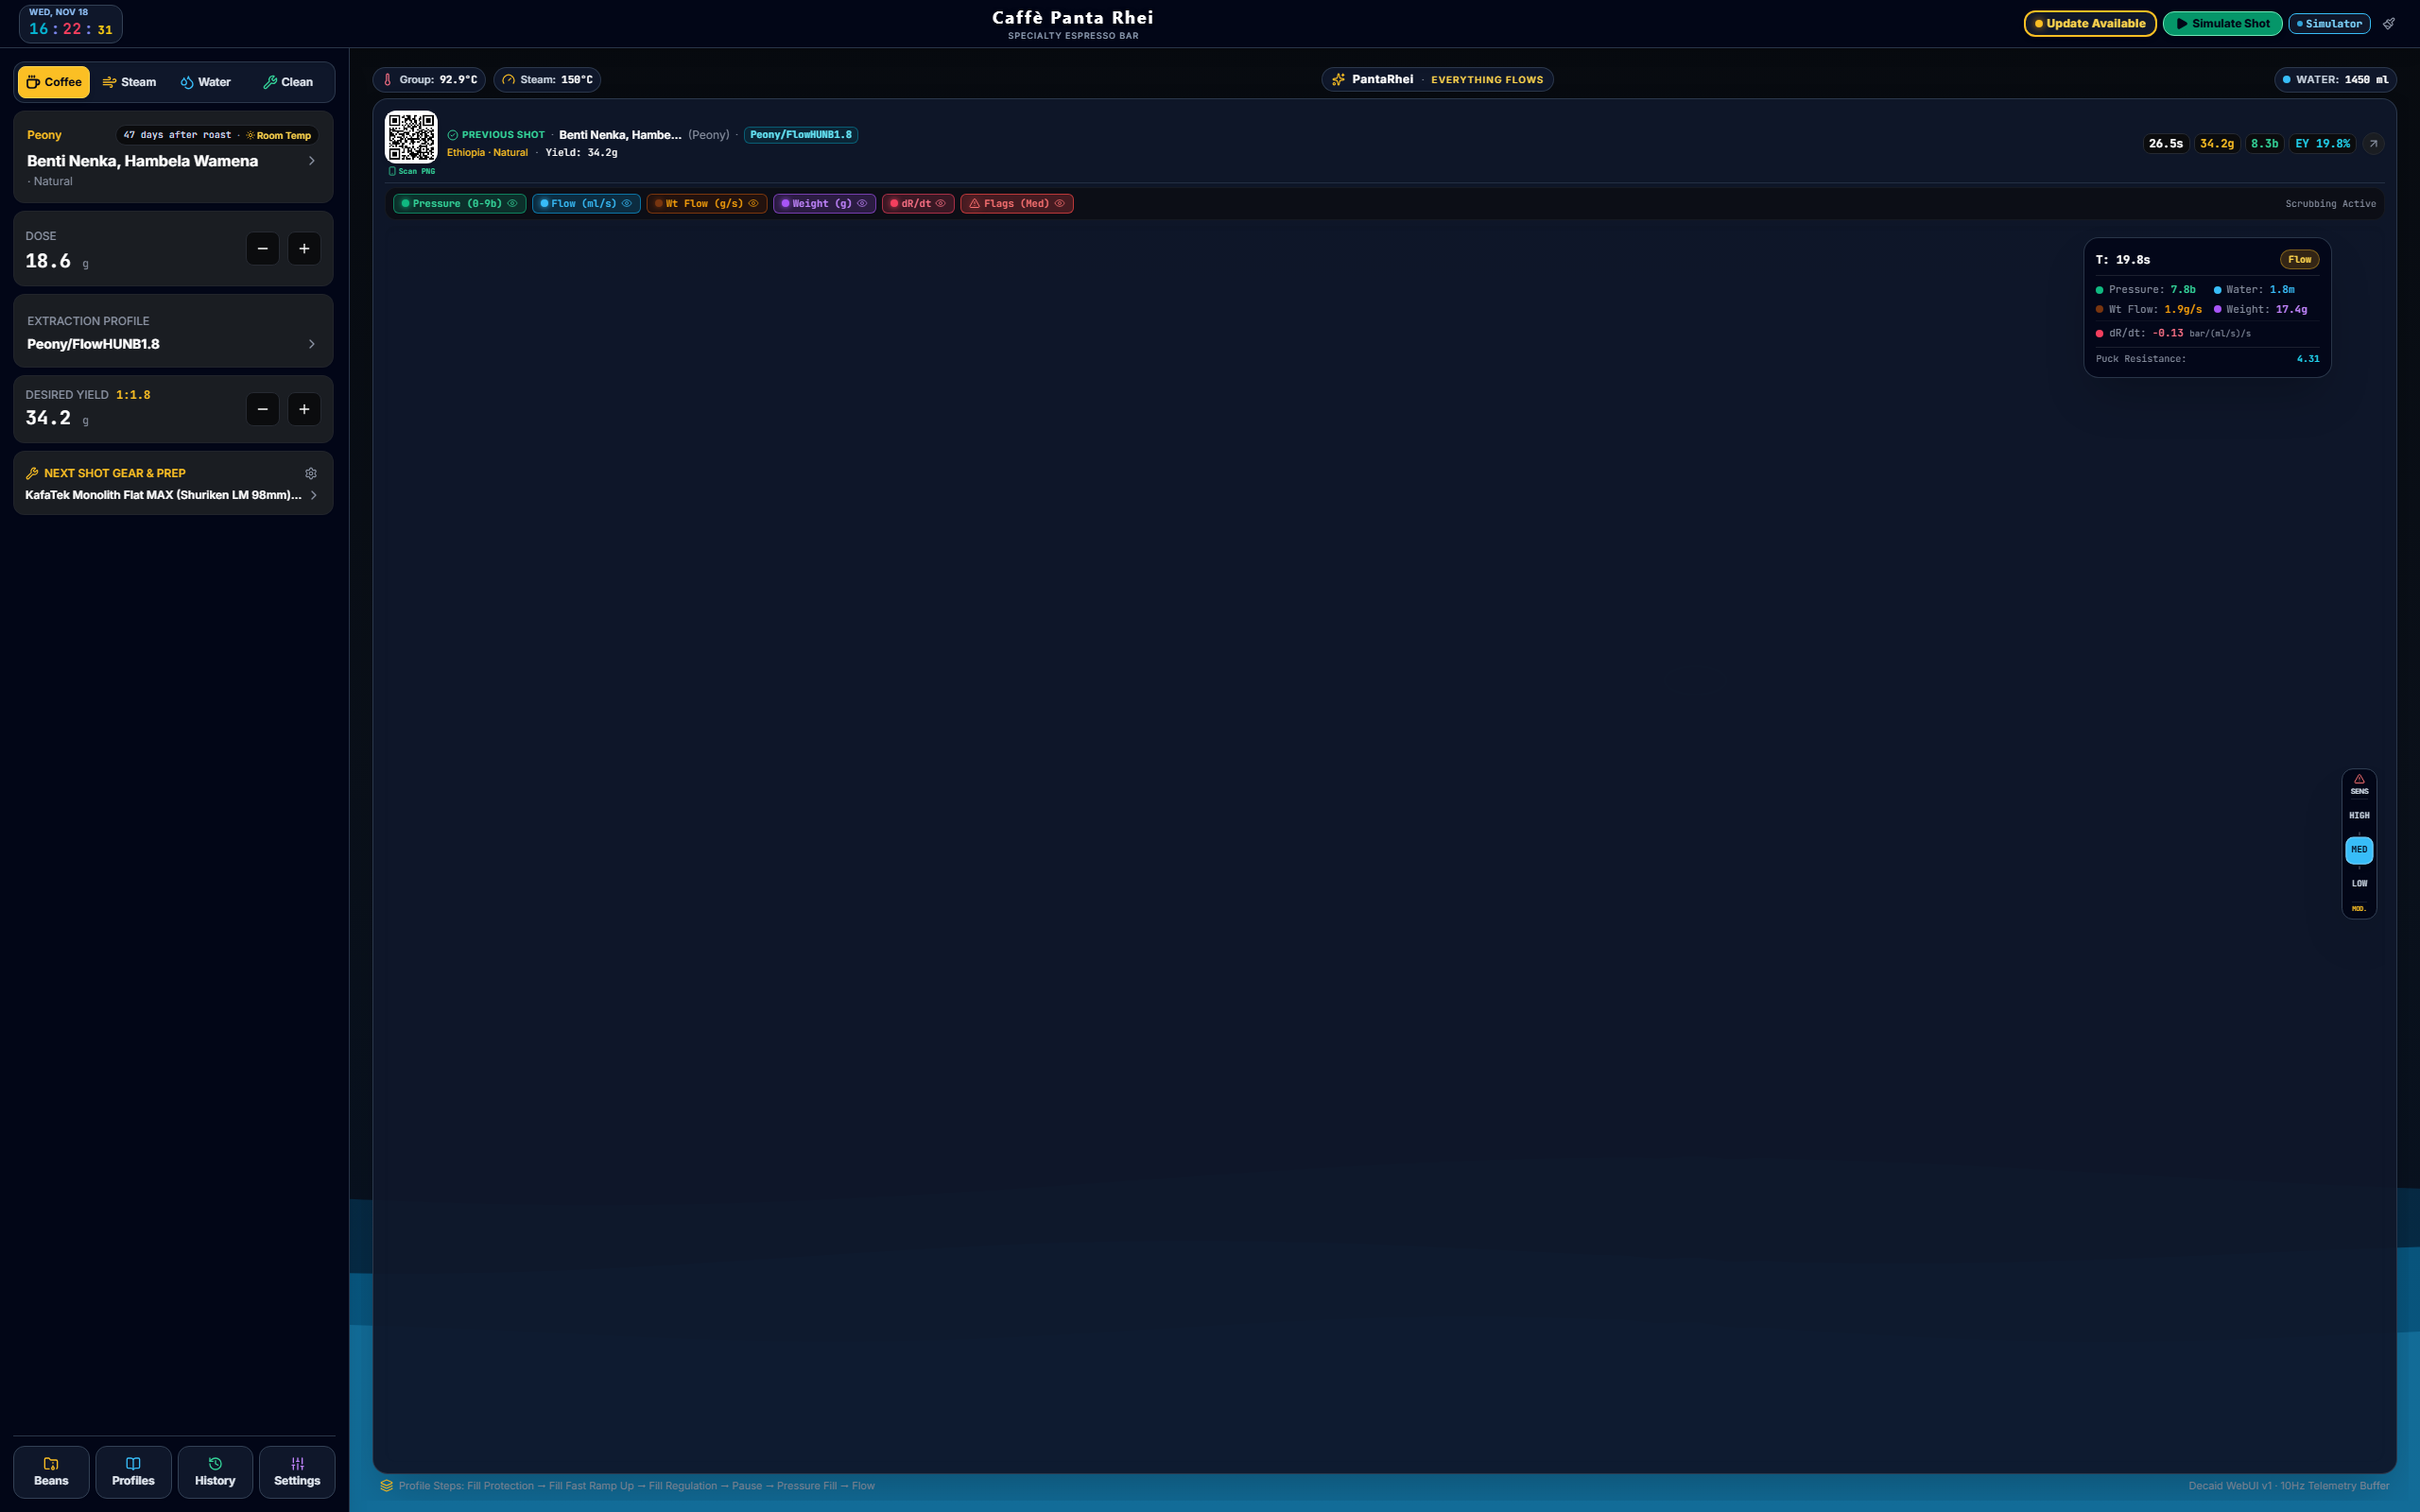 WED, NOV 18
16:22:31
Caffè Panta Rhei
SPECIALTY ESPRESSO BAR
Update Available
Simulate Shot
Simulator
Coffee
Steam
Water
Clean
Group: 92.9°C
Steam: 150°C
PantaRhei · EVERYTHING FLOWS
WATER: 1450 ml
Peony
47 days after roast · Room Temp
Benti Nenka, Hambela Wamena
· Natural
DOSE
18.6 g
EXTRACTION PROFILE
Peony/FlowHUNB1.8
DESIRED YIELD 1:1.8
34.2 g
NEXT SHOT GEAR & PREP
KafaTek Monolith Flat MAX (Shuriken LM 98mm)...
PREVIOUS SHOT · Benti Nenka, Hambe... (Peony) · Peony/FlowHUNB1.8
Ethiopia · Natural · Yield: 34.2g
Scan PNG
26.5s
34.2g
8.3b
EY 19.8%
Pressure (0-9b)
Flow (ml/s)
Wt Flow (g/s)
Weight (g)
dR/dt
Flags (Med)
Scrubbing Active
T: 19.8s
Flow
Pressure: 7.8b
Water: 1.8m
Wt Flow: 1.9g/s
Weight: 17.4g
dR/dt: -0.13 bar/(ml/s)/s
Puck Resistance: 4.31
SENS
HIGH
MED
LOW
MOD.
Beans
Profiles
History
Settings
Profile Steps: Fill Protection → Fill Fast Ramp Up → Fill Regulation → Pause → Pressure Fill → Flow
Decaid WebUI v1 · 10Hz Telemetry Buffer